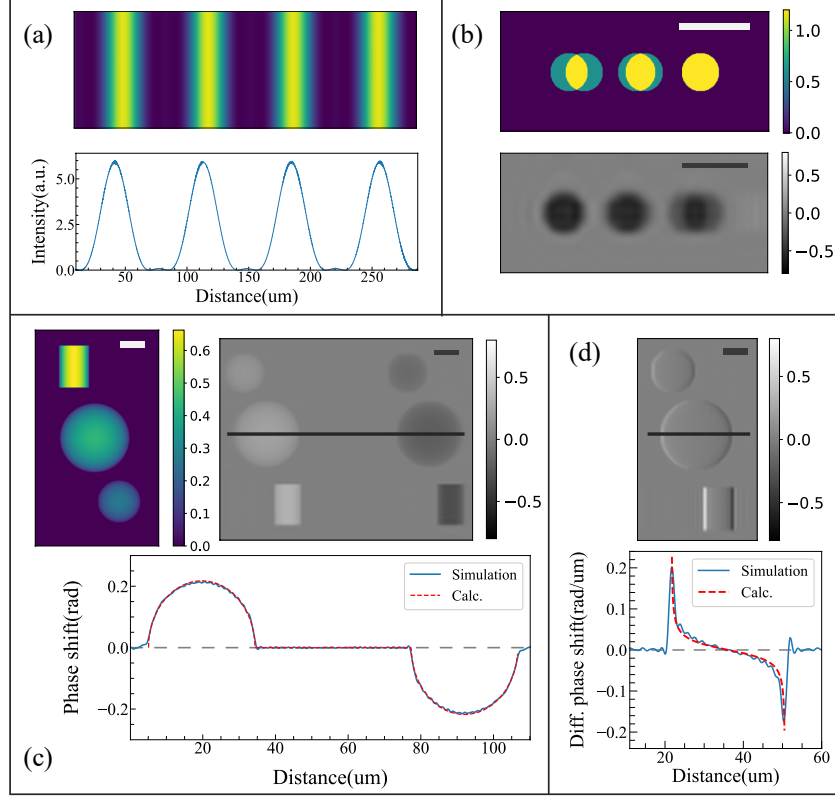 (a)
5.0
2.5
0.0
Intensity(a.u.)
50 100 150 200 250
Distance(um)
(b)
1.0
0.5
0.0
0.5
0.0
−0.5
0.6
0.5
0.4
0.3
0.2
0.1
0.0
0.5
0.0
−0.5
(c)
Phase shift(rad)
0.2
0.0
−0.2
Simulation
Calc.
20 40 60 80 100
Distance(um)
(d)
0.5
0.0
−0.5
Diff. phase shift(rad/um)
0.2
0.1
0.0
−0.1
−0.2
Simulation
Calc.
20 40 60
Distance(um)